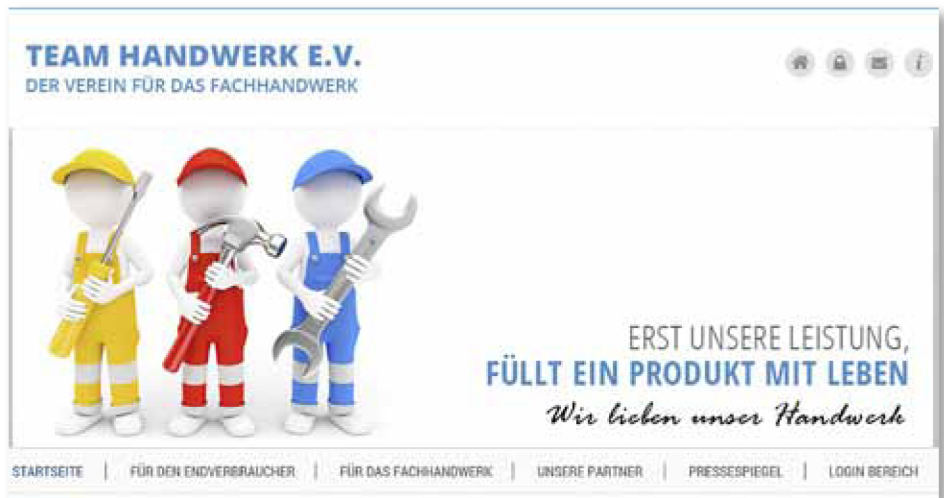 TEAM HANDWERK E.V.
DER VEREIN FÜR DAS FACHHANDWERK
ERST UNSERE LEISTUNG,
FÜLLT EIN PRODUKT MIT LEBEN
Wir lieben unser Handwerk
STARTSEITE | FÜR DEN ENDVERBRAUCHER | FÜR DAS FACHHANDWERK | UNSERE PARTNER | PRESSESPIEGEL | LOGIN BEREICH